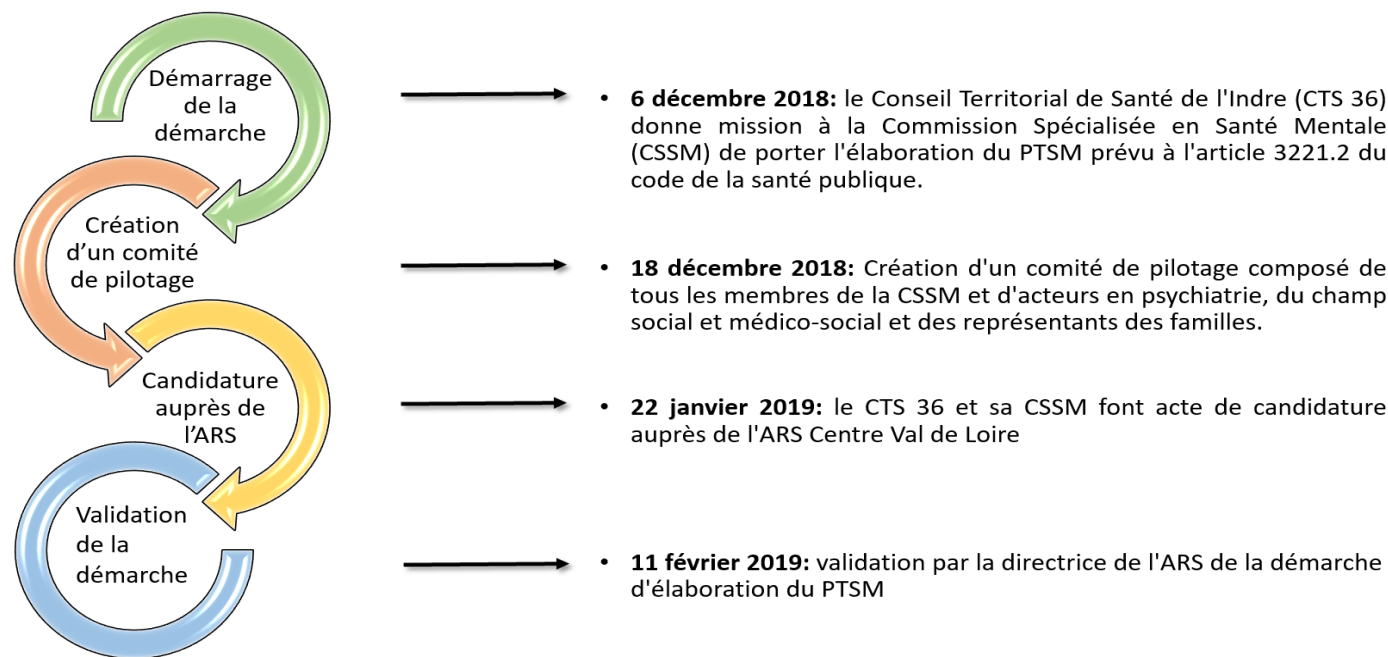 Démarrage
de la
démarche
• 6 décembre 2018: le Conseil Territorial de Santé de l'Indre (CTS 36)
donne mission à la Commission Spécialisée en Santé Mentale
(CSSM) de porter l'élaboration du PTSM prévu à l'article 3221.2 du
code de la santé publique.
Création
d’un comité
de pilotage
• 18 décembre 2018: Création d'un comité de pilotage composé de
tous les membres de la CSSM et d'acteurs en psychiatrie, du champ
social et médico-social et des représentants des familles.
Candidature
auprès de
l’ARS
• 22 janvier 2019: le CTS 36 et sa CSSM font acte de candidature
auprès de l'ARS Centre Val de Loire
Validation
de la
démarche
• 11 février 2019: validation par la directrice de l'ARS de la démarche
d'élaboration du PTSM